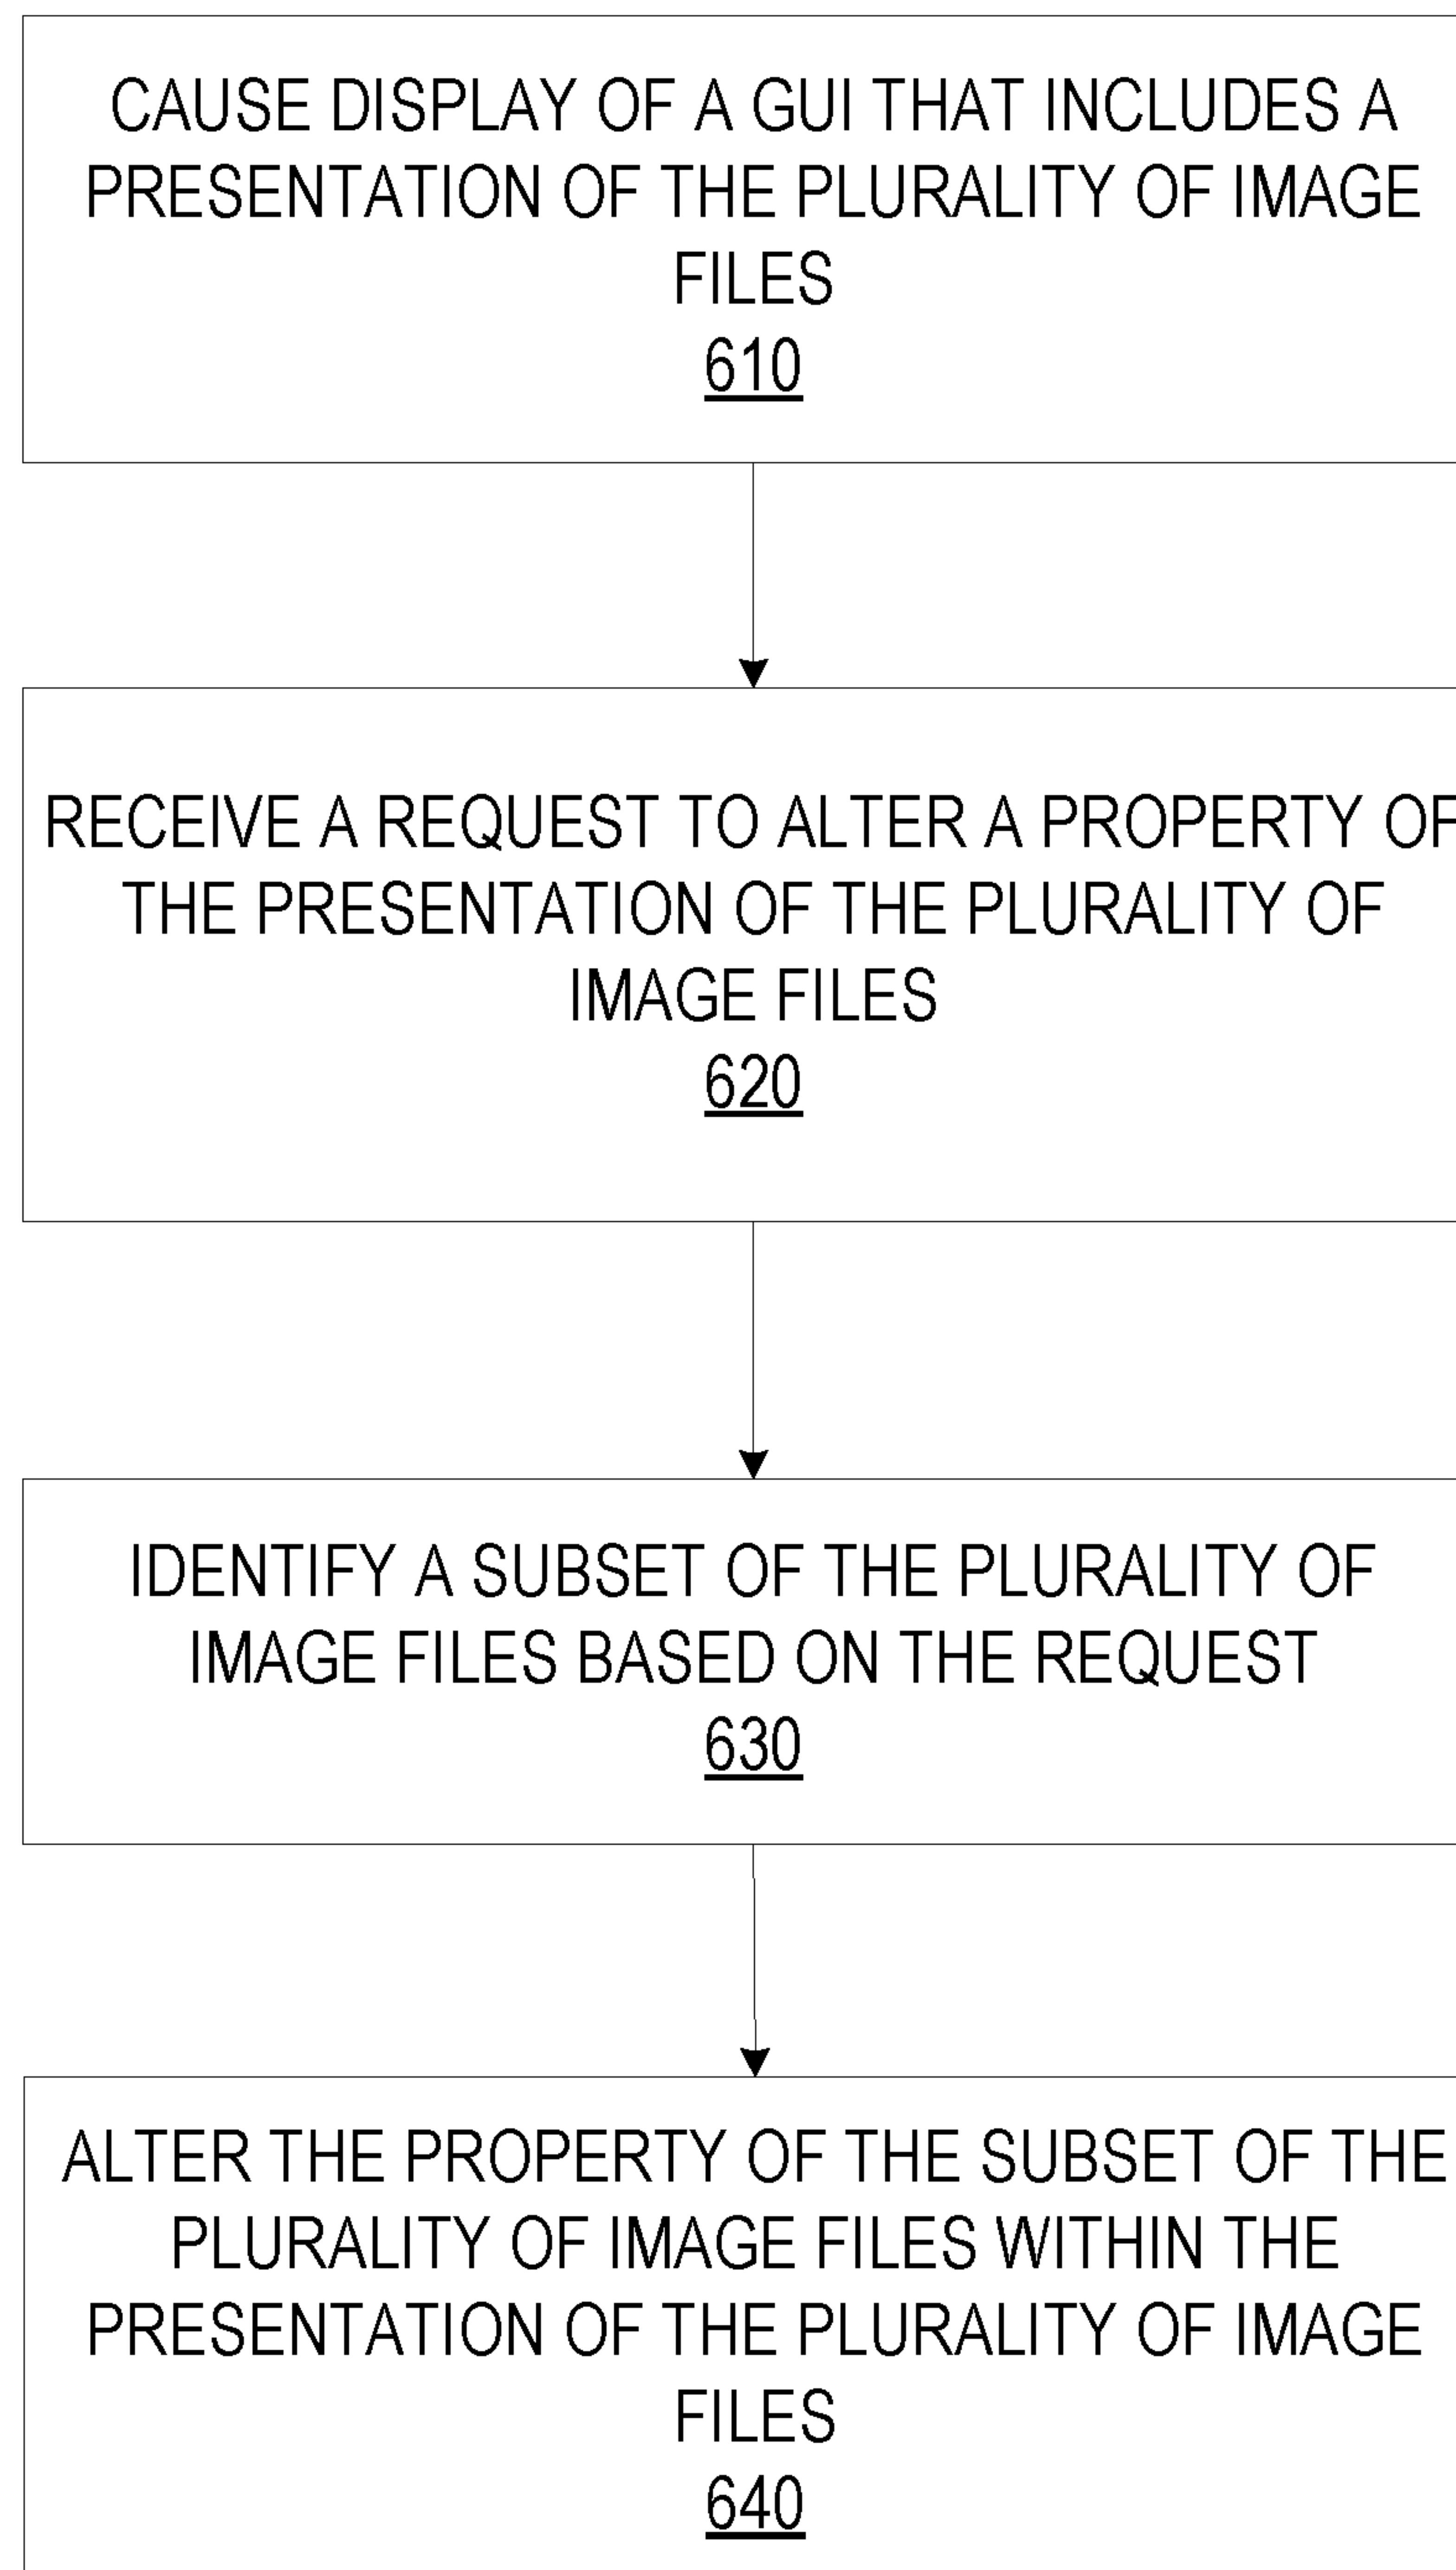 CAUSE DISPLAY OF A GUI THAT INCLUDES A
PRESENTATION OF THE PLURALITY OF IMAGE
FILES
610
RECEIVE A REQUEST TO ALTER A PROPERTY OF
THE PRESENTATION OF THE PLURALITY OF
IMAGE FILES
620
IDENTIFY A SUBSET OF THE PLURALITY OF
IMAGE FILES BASED ON THE REQUEST
630
ALTER THE PROPERTY OF THE SUBSET OF THE
PLURALITY OF IMAGE FILES WITHIN THE
PRESENTATION OF THE PLURALITY OF IMAGE
FILES
640